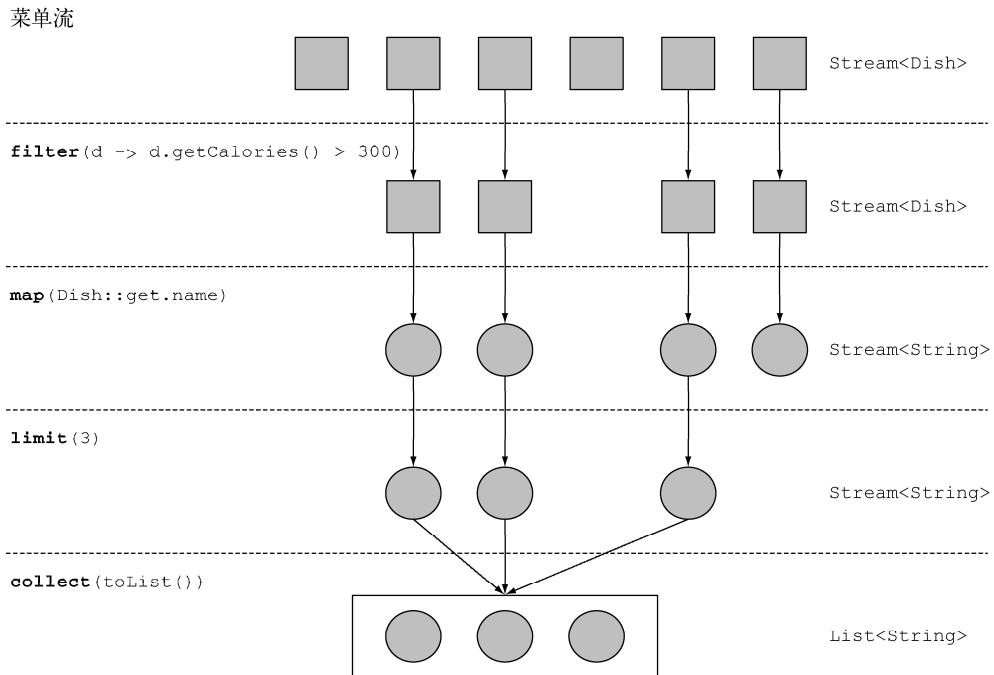 菜单流
Stream<Dish>
filter(d -> d.getCalories() > 300)
Stream<Dish>
map(Dish::get.name)
Stream<String>
limit(3)
Stream<String>
collect(toList())
List<String>